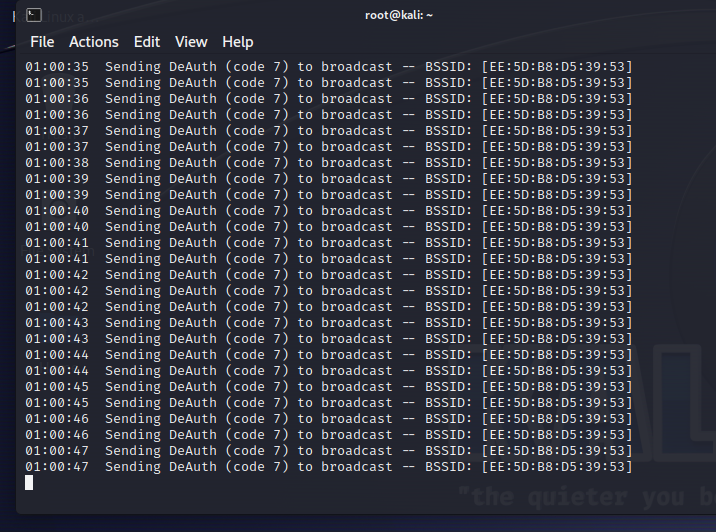 root@kali: ~
File Actions Edit View Help
01:00:35 Sending DeAuth (code 7) to broadcast -- BSSID: [EE:5D:B8:D5:39:53]
01:00:35 Sending DeAuth (code 7) to broadcast -- BSSID: [EE:5D:B8:D5:39:53]
01:00:36 Sending DeAuth (code 7) to broadcast -- BSSID: [EE:5D:B8:D5:39:53]
01:00:36 Sending DeAuth (code 7) to broadcast -- BSSID: [EE:5D:B8:D5:39:53]
01:00:37 Sending DeAuth (code 7) to broadcast -- BSSID: [EE:5D:B8:D5:39:53]
01:00:37 Sending DeAuth (code 7) to broadcast -- BSSID: [EE:5D:B8:D5:39:53]
01:00:38 Sending DeAuth (code 7) to broadcast -- BSSID: [EE:5D:B8:D5:39:53]
01:00:39 Sending DeAuth (code 7) to broadcast -- BSSID: [EE:5D:B8:D5:39:53]
01:00:39 Sending DeAuth (code 7) to broadcast -- BSSID: [EE:5D:B8:D5:39:53]
01:00:40 Sending DeAuth (code 7) to broadcast -- BSSID: [EE:5D:B8:D5:39:53]
01:00:40 Sending DeAuth (code 7) to broadcast -- BSSID: [EE:5D:B8:D5:39:53]
01:00:41 Sending DeAuth (code 7) to broadcast -- BSSID: [EE:5D:B8:D5:39:53]
01:00:41 Sending DeAuth (code 7) to broadcast -- BSSID: [EE:5D:B8:D5:39:53]
01:00:42 Sending DeAuth (code 7) to broadcast -- BSSID: [EE:5D:B8:D5:39:53]
01:00:42 Sending DeAuth (code 7) to broadcast -- BSSID: [EE:5D:B8:D5:39:53]
01:00:42 Sending DeAuth (code 7) to broadcast -- BSSID: [EE:5D:B8:D5:39:53]
01:00:43 Sending DeAuth (code 7) to broadcast -- BSSID: [EE:5D:B8:D5:39:53]
01:00:43 Sending DeAuth (code 7) to broadcast -- BSSID: [EE:5D:B8:D5:39:53]
01:00:44 Sending DeAuth (code 7) to broadcast -- BSSID: [EE:5D:B8:D5:39:53]
01:00:44 Sending DeAuth (code 7) to broadcast -- BSSID: [EE:5D:B8:D5:39:53]
01:00:45 Sending DeAuth (code 7) to broadcast -- BSSID: [EE:5D:B8:D5:39:53]
01:00:45 Sending DeAuth (code 7) to broadcast -- BSSID: [EE:5D:B8:D5:39:53]
01:00:46 Sending DeAuth (code 7) to broadcast -- BSSID: [EE:5D:B8:D5:39:53]
01:00:46 Sending DeAuth (code 7) to broadcast -- BSSID: [EE:5D:B8:D5:39:53]
01:00:47 Sending DeAuth (code 7) to broadcast -- BSSID: [EE:5D:B8:D5:39:53]
01:00:47 Sending DeAuth (code 7) to broadcast -- BSSID: [EE:5D:B8:D5:39:53]
"the quieter you b